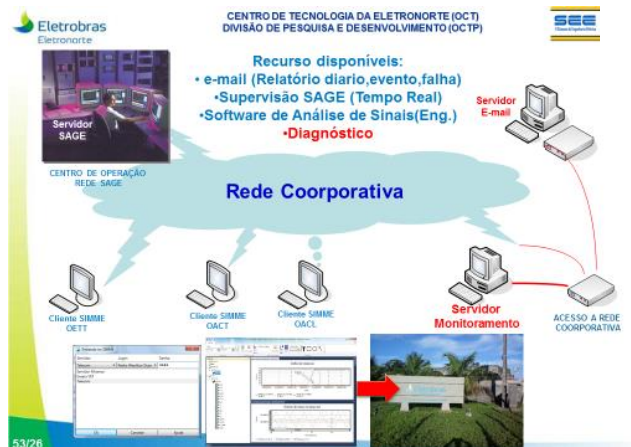 Eletrobras
Eletronorte
CENTRO DE TECNOLOGIA DA ELETRONORTE (OCT)
DIVISÃO DE PESQUISA E DESENVOLVIMENTO (OCTP)
SEE
Recurso disponíveis:
• e-mail (Relatório diario,evento,falha)
•Supervisão SAGE (Tempo Real)
•Software de Análise de Sinais(Eng.)
•Diagnóstico
Servidor
SAGE
Servidor
E-mail
CENTRO DE OPERAÇÃO
REDE SAGE
Rede Coorporativa
Cliente SIMME
OETT
Cliente SIMME
OACT
Cliente SIMME
OACL
Servidor
Monitoramento
ACESSO A REDE
COORPORATIVA
53/26